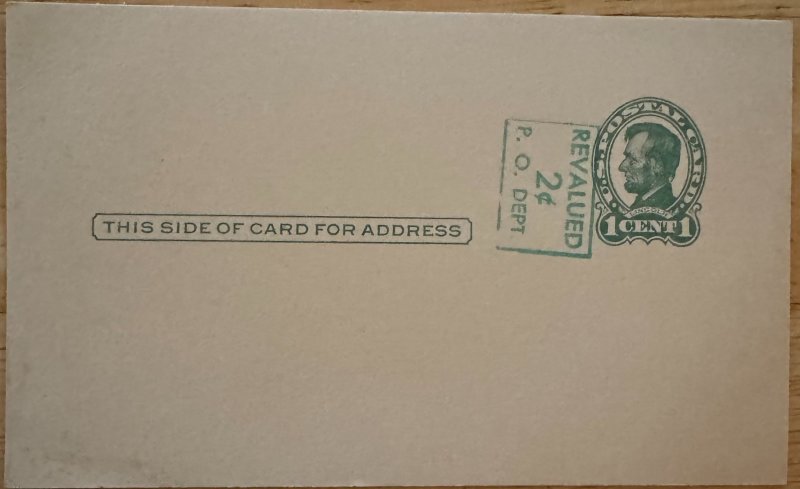 U.S. POSTAL CARD.
LINCOLN
1 CENT 1
REVALUED
2¢
P. O. DEPT.
THIS SIDE OF CARD FOR ADDRESS